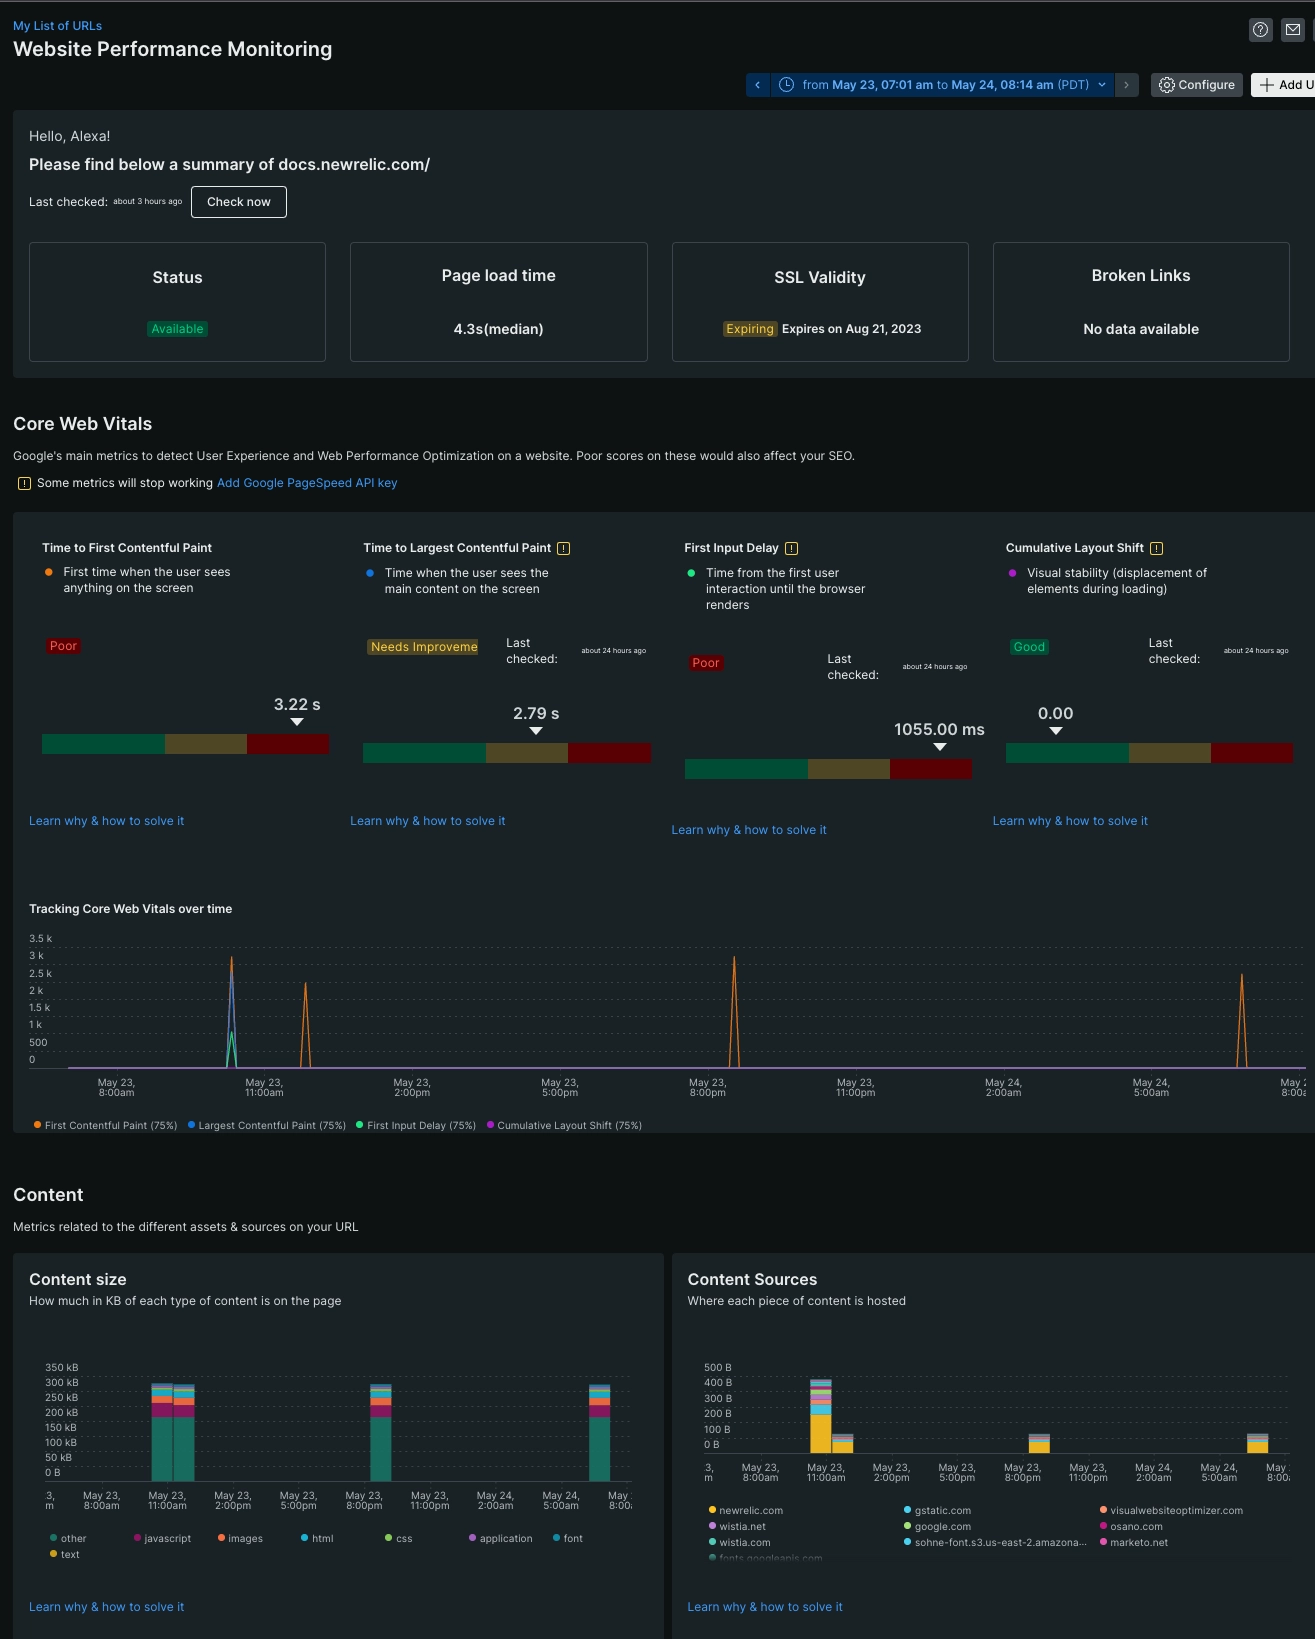 My List of URLs
Website Performance Monitoring
from May 23, 07:01 am to May 24, 08:14 am (PDT)
Configure
Add U
Hello, Alexa!
Please find below a summary of docs.newrelic.com/
Last checked: about 3 hours ago Check now
Status
Available
Page load time
4.3s(median)
SSL Validity
Expiring Expires on Aug 21, 2023
Broken Links
No data available
Core Web Vitals
Google's main metrics to detect User Experience and Web Performance Optimization on a website. Poor scores on these would also affect your SEO.
Some metrics will stop working Add Google PageSpeed API key
Time to First Contentful Paint
First time when the user sees
anything on the screen
Poor
3.22 s
Learn why & how to solve it
Time to Largest Contentful Paint
Time when the user sees the
main content on the screen
Needs Improveme
Last
checked:
about 24 hours ago
2.79 s
Learn why & how to solve it
First Input Delay
Time from the first user
interaction until the browser
renders
Poor
Last
checked:
about 24 hours ago
1055.00 ms
Learn why & how to solve it
Cumulative Layout Shift
Visual stability (displacement of
elements during loading)
Good
Last
checked:
about 24 hours ago
0.00
Learn why & how to solve it
Tracking Core Web Vitals over time
3.5 k
3 k
2.5 k
2 k
1.5 k
1 k
500
0
May 23,
8:00am
May 23,
11:00am
May 23,
2:00pm
May 23,
5:00pm
May 23,
8:00pm
May 23,
11:00pm
May 24,
2:00am
May 24,
5:00am
May 2
8:00a
First Contentful Paint (75%)
Largest Contentful Paint (75%)
First Input Delay (75%)
Cumulative Layout Shift (75%)
Content
Metrics related to the different assets & sources on your URL
Content size
How much in KB of each type of content is on the page
350 kB
300 kB
250 kB
200 kB
150 kB
100 kB
50 kB
0 B
3,
m
May 23,
8:00am
May 23,
11:00am
May 23,
2:00pm
May 23,
5:00pm
May 23,
8:00pm
May 23,
11:00pm
May 24,
2:00am
May 24,
5:00am
May
8:00
other
javascript
images
html
css
application
font
text
Learn why & how to solve it
Content Sources
Where each piece of content is hosted
500 B
400 B
300 B
200 B
100 B
0 B
3,
m
May 23,
8:00am
May 23,
11:00am
May 23,
2:00pm
May 23,
5:00pm
May 23,
8:00pm
May 23,
11:00pm
May 24,
2:00am
May 24,
5:00am
May
8:00
newrelic.com
gstatic.com
visualwebsiteoptimizer.com
wistia.net
google.com
osano.com
wistia.com
sohne-font.s3.us-east-2.amazona...
marketo.net
fonts.googleapis.com
Learn why & how to solve it